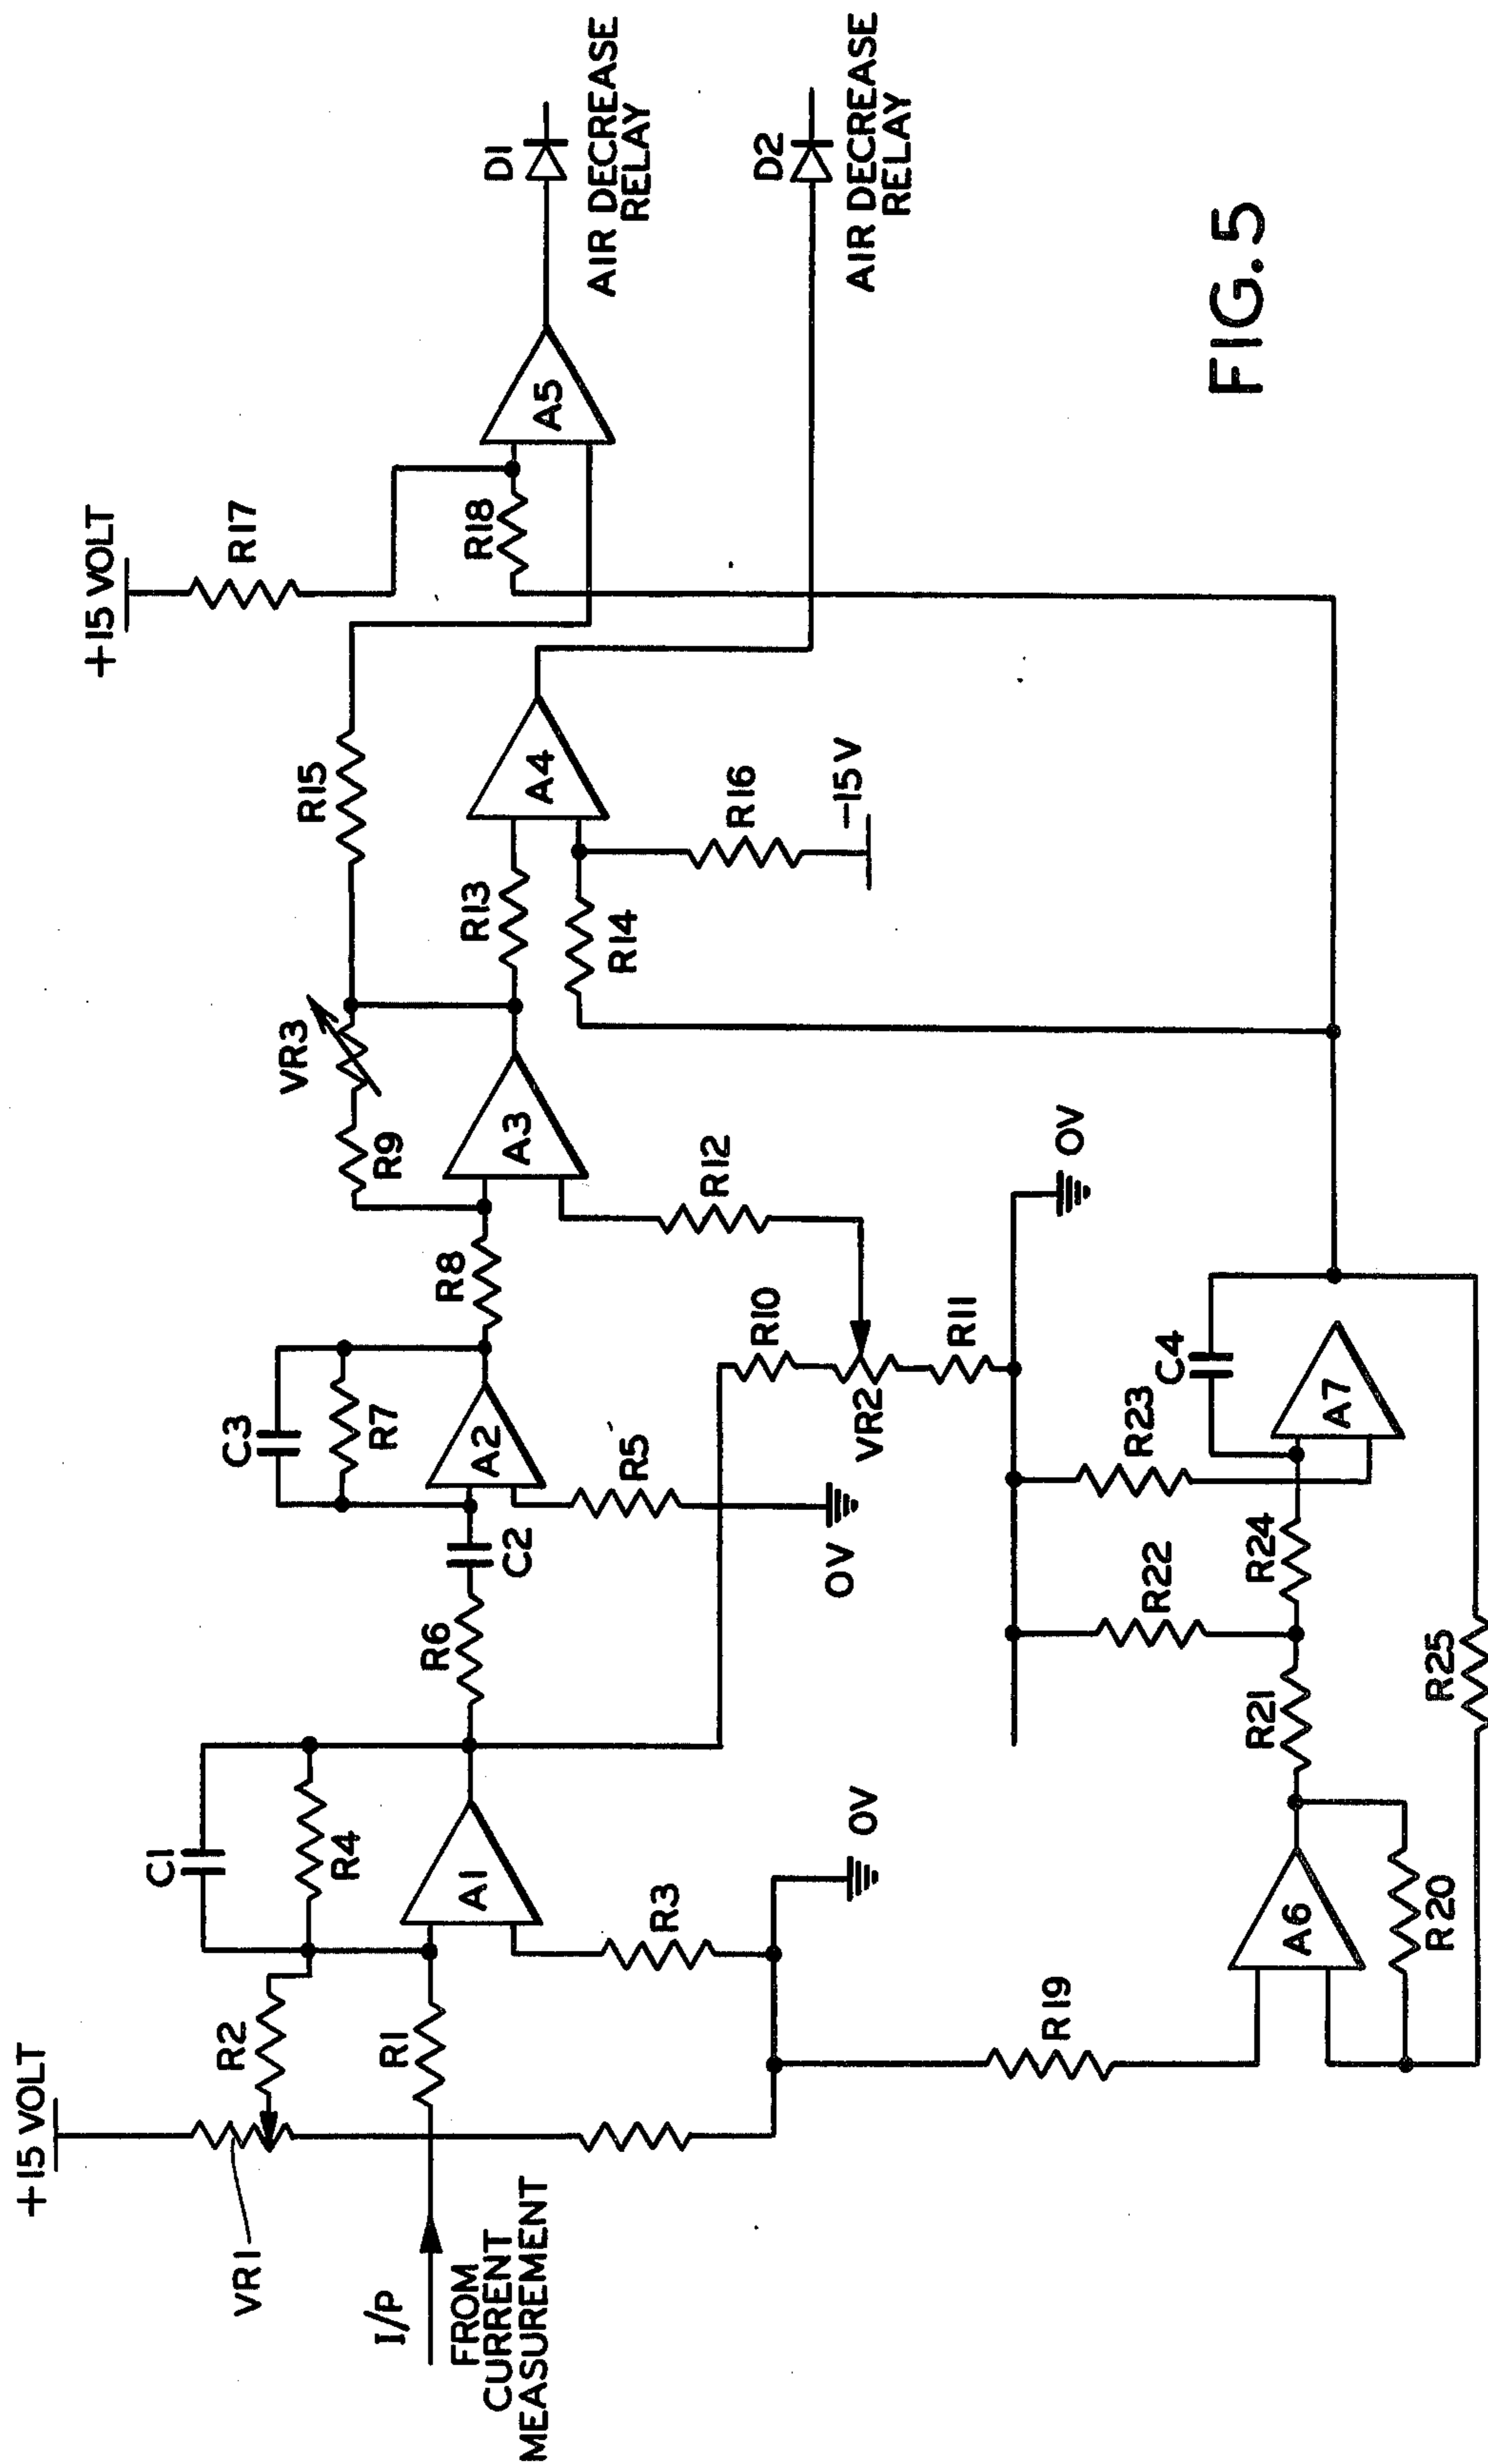 +15 VOLT
VR1
R2
C1
R4
I/P
FROM
CURRENT
MEASUREMENT
R1
A1
R3
0V
R6
C2
C3
R7
A2
R5
0V
R8
R9
VR3
A3
R10
VR2
R11
R12
0V
R15
R13
R14
A4
R16
-15V
+15 VOLT
R17
R18
A5
D1
AIR DECREASE
RELAY
D2
AIR DECREASE
RELAY
R19
A6
R20
R21
R22
R24
R23
C4
A7
R25
FIG. 5